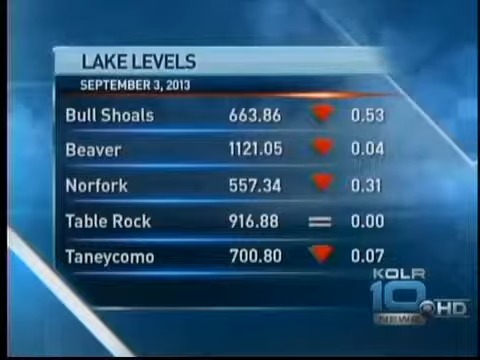 LAKE LEVELS
SEPTEMBER 3, 2013
Bull Shoals 663.86 0.53
Beaver 1121.05 0.04
Norfork 557.34 0.31
Table Rock 916.88 = 0.00
Taneycomo 700.80 0.07
KOLR
10 HD
NEWS